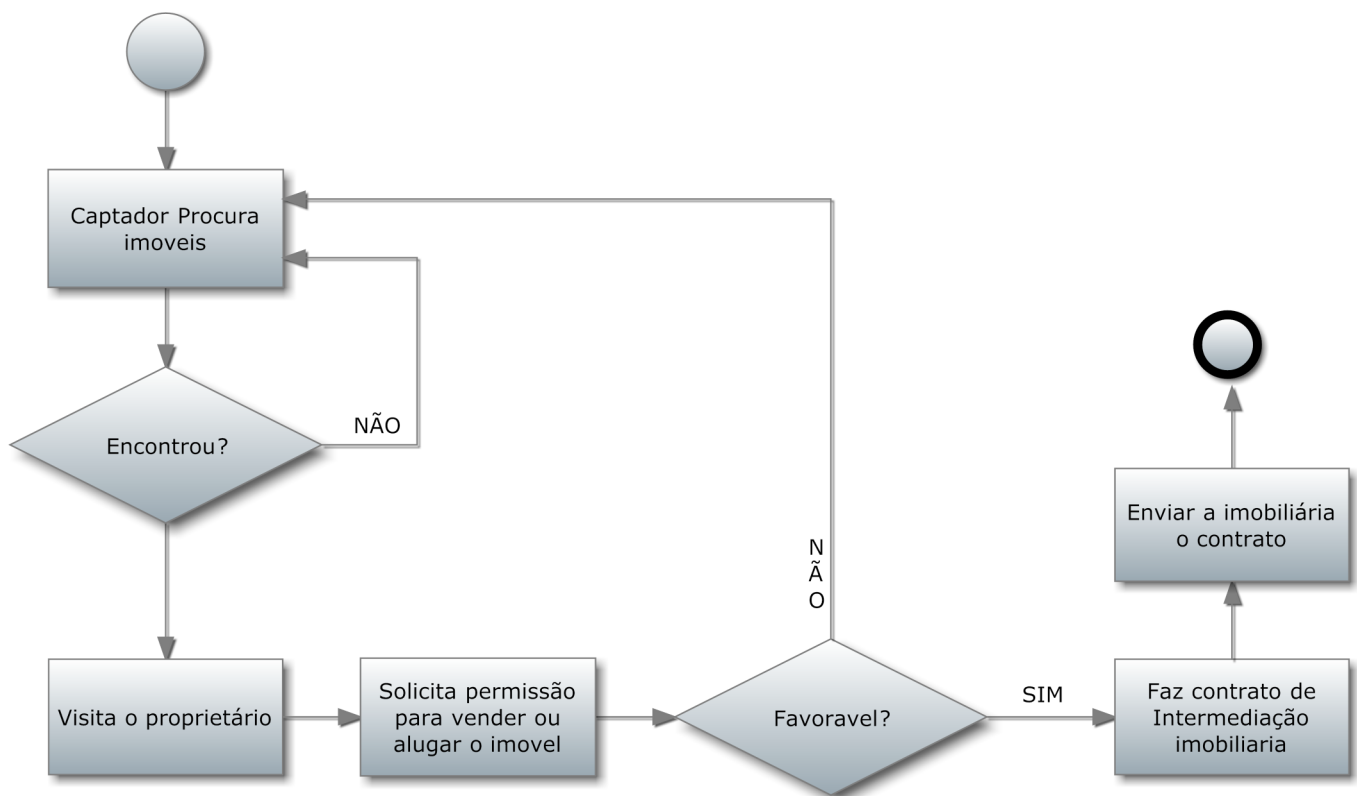 Captador Procura
imoveis
Encontrou?
NÃO
Visita o proprietário
Solicita permissão
para vender ou
alugar o imovel
Favoravel?
N
Ã
O
SIM
Faz contrato de
Intermediação
imobiliaria
Enviar a imobiliária
o contrato